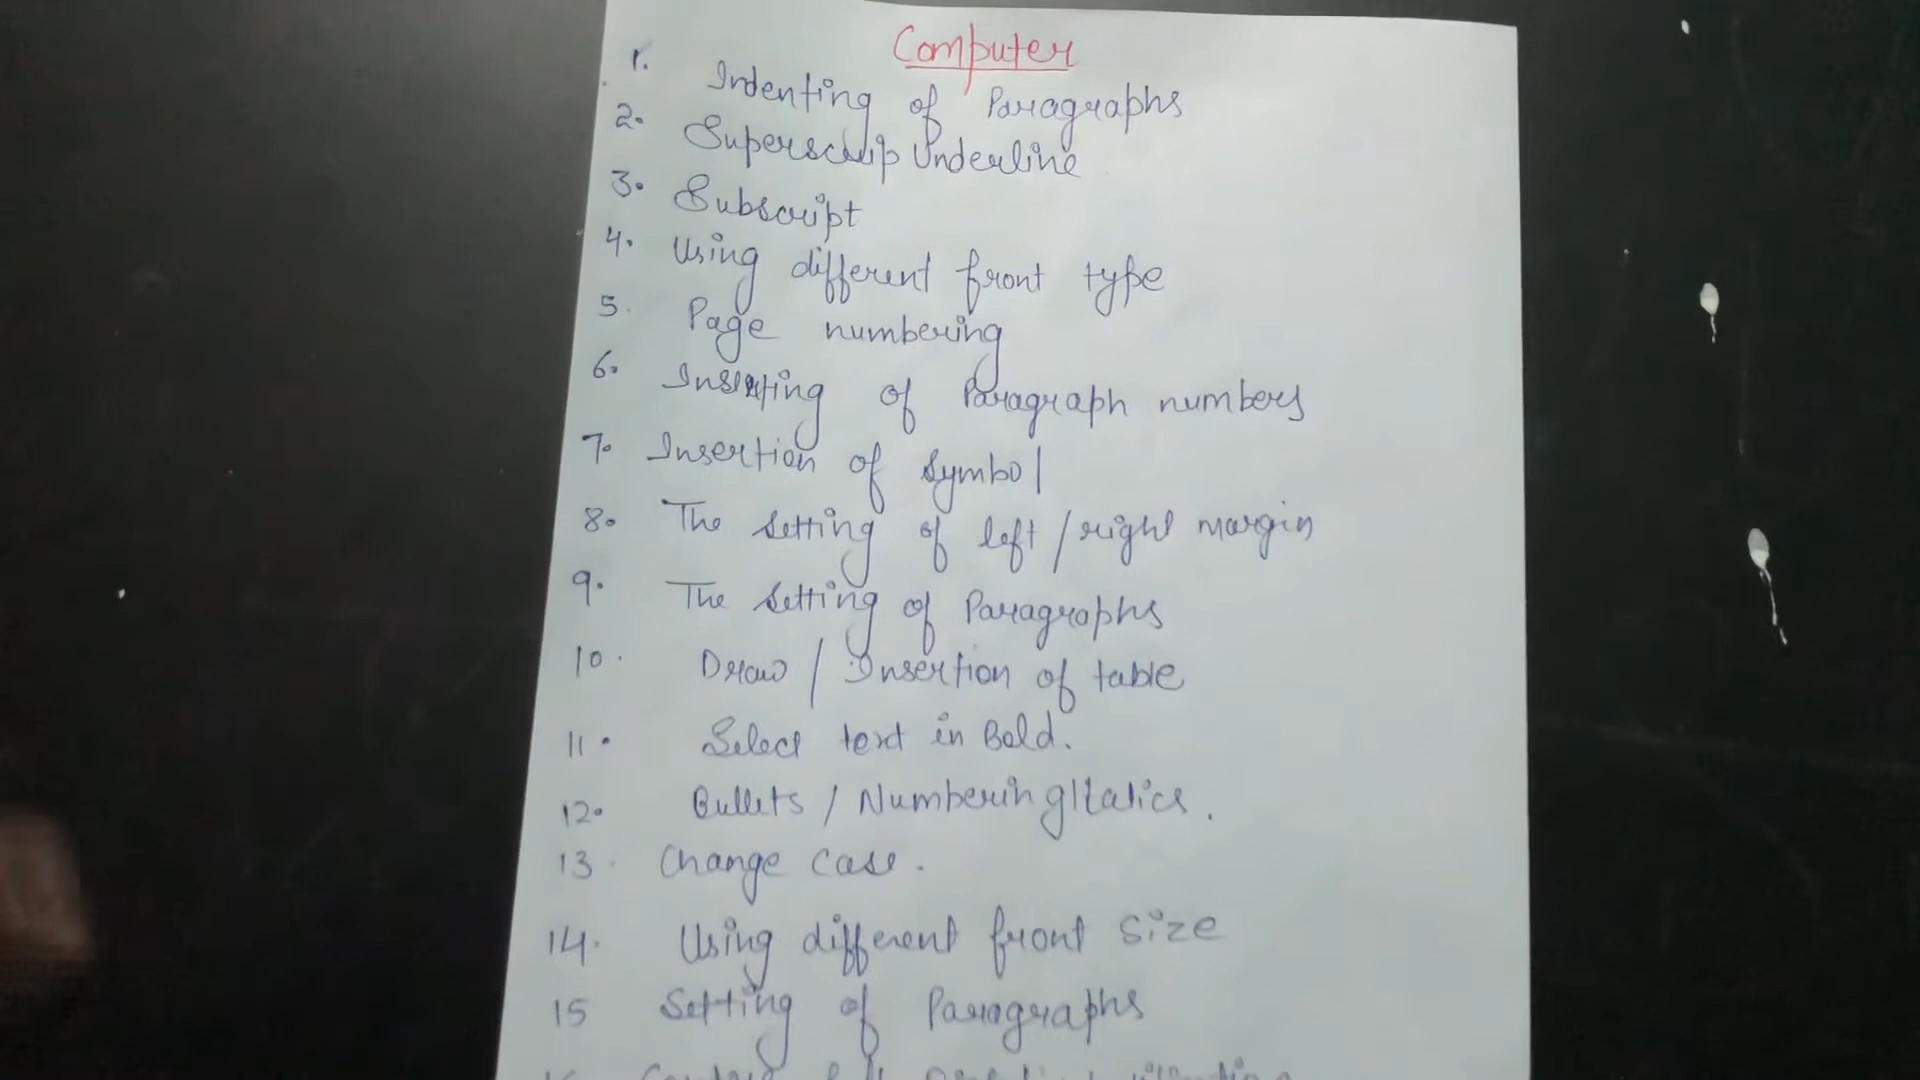 Computer
1. Indenting of Paragraphs
2. Superscrip Underline
3. Subscript
4. Using different front type
5. Page numbering
6. Inserting of Paragraph numbers
7. Insertion of symbol
8. The setting of left / right margin
9. The setting of Paragraphs
10. Draw / Insertion of table
11. Select text in Bold.
12. Bullets / Numbering Italics.
13. Change case.
14. Using different front size
15 Setting of Paragraphs